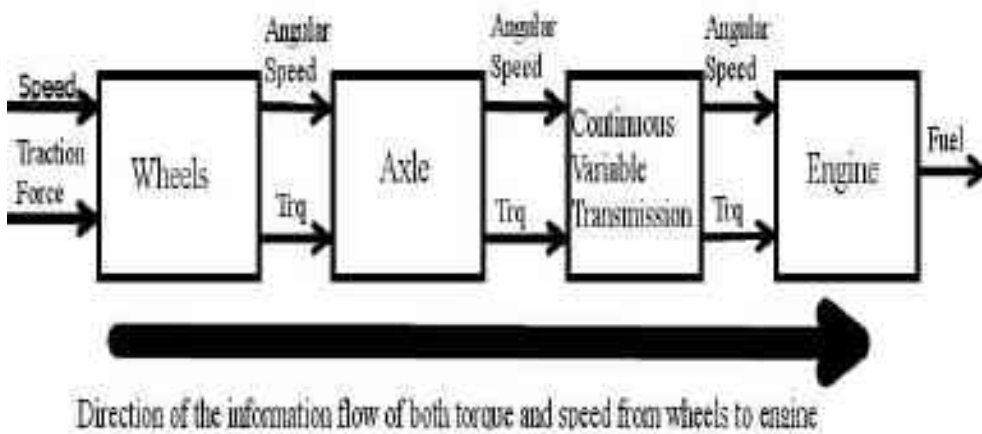 Speed
Traction
Force
Wheels
Angular
Speed
Trq
Axle
Angular
Speed
Trq
Continuous
Variable
Transmission
Angular
Speed
Trq
Engine
Fuel
Direction of the information flow of both torque and speed from wheels to engine